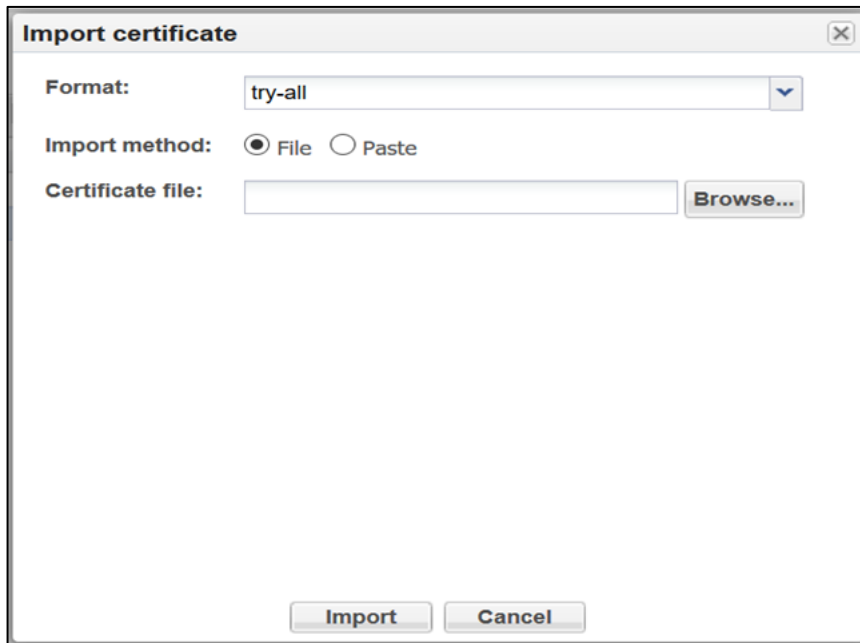 Import certificate
Format: try-all
Import method: File Paste
Certificate file: Browse...
Import Cancel